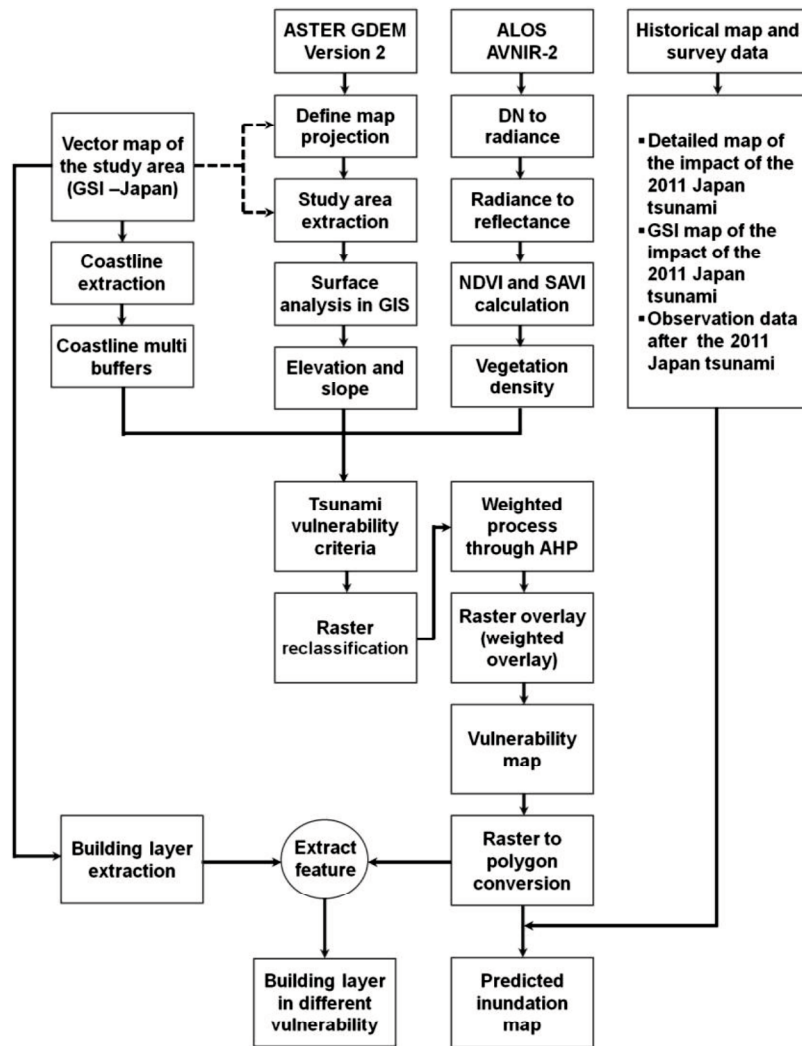 ASTER GDEM
Version 2
ALOS
AVNIR-2
Historical map and
survey data
Vector map of
the study area
(GSI –Japan)
Define map
projection
DN to
radiance
▪Detailed map of
the impact of the
2011 Japan
tsunami
▪GSI map of the
impact of the
2011 Japan
tsunami
▪Observation data
after the 2011
Japan tsunami
Study area
extraction
Radiance to
reflectance
Coastline
extraction
Surface
analysis in GIS
NDVI and SAVI
calculation
Coastline multi
buffers
Elevation and
slope
Vegetation
density
Tsunami
vulnerability
criteria
Weighted
process
through AHP
Raster
reclassification
Raster overlay
(weighted
overlay)
Vulnerability
map
Building layer
extraction
Extract
feature
Raster to
polygon
conversion
Building layer
in different
vulnerability
Predicted
inundation
map